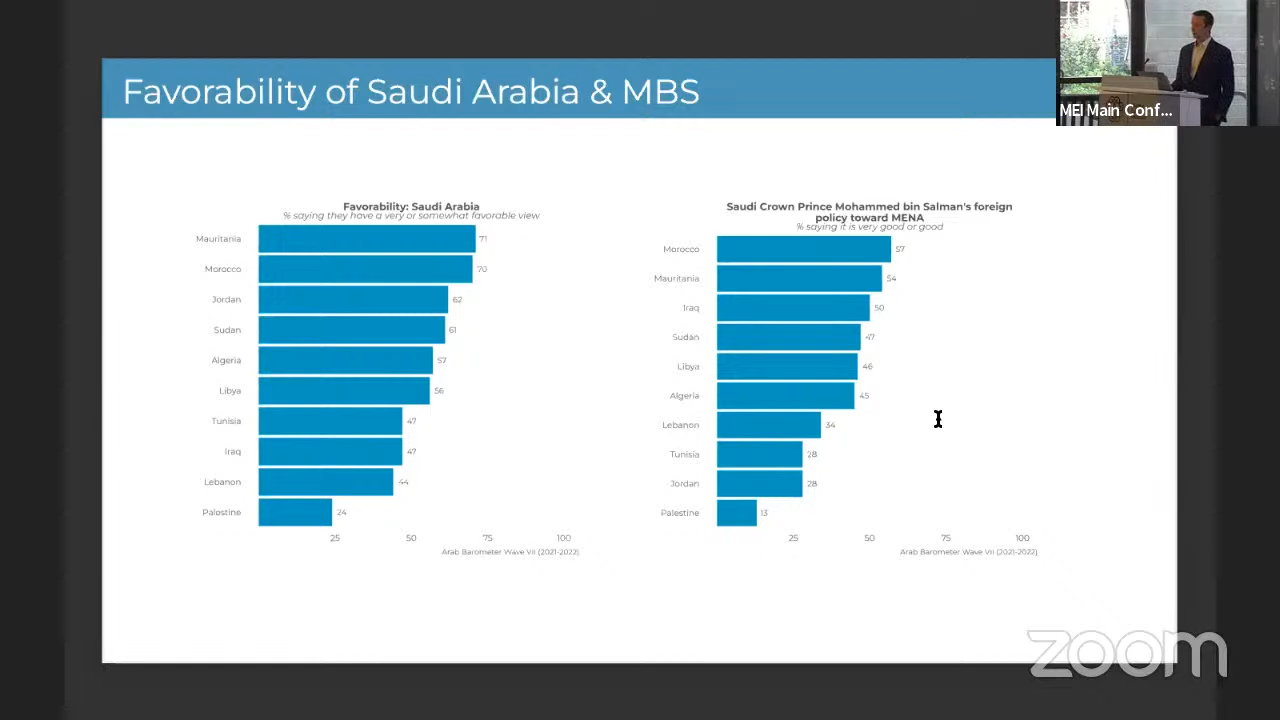 Favorability of Saudi Arabia & MBS
MEI Main Conf...
Favorability: Saudi Arabia
% saying they have a very or somewhat favorable view
Mauritania 71
Morocco 70
Jordan 62
Sudan 61
Algeria 57
Libya 56
Tunisia 47
Iraq 47
Lebanon 44
Palestine 24
25 50 75 100
Arab Barometer Wave VII (2021-2022)
Saudi Crown Prince Mohammed bin Salman's foreign
policy toward MENA
% saying it is very good or good
Morocco 57
Mauritania 54
Iraq 50
Sudan 47
Libya 46
Algeria 45
Lebanon 34
Tunisia 28
Jordan 28
Palestine 13
25 50 75 100
Arab Barometer Wave VII (2021-2022)
zoom